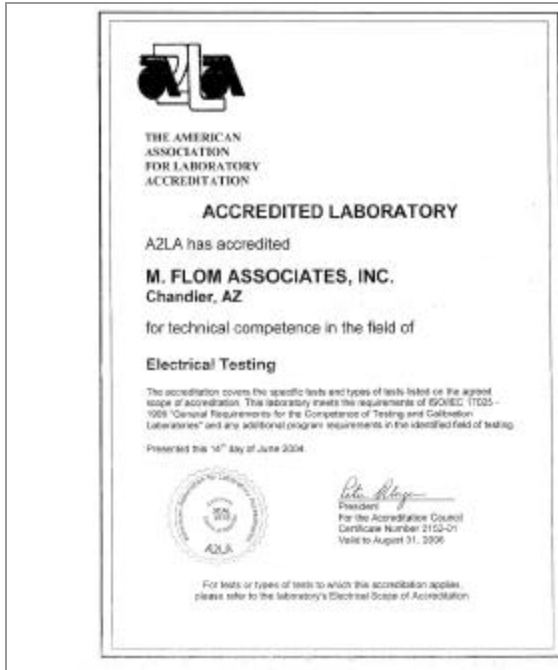 THE AMERICAN
ASSOCIATION
FOR LABORATORY
ACCREDITATION
ACCREDITED LABORATORY
A2LA has accredited
M. FLOM ASSOCIATES, INC.
Chandler, AZ
for technical competence in the field of
Electrical Testing
The accreditation covers the specific tests and types of tests listed on the agreed
scope of accreditation. This laboratory meets the requirements of ISO/IEC 17025 -
1999 "General Requirements for the Competence of Testing and Calibration
Laboratories" and any additional program requirements in the identified field of testing.
Presented this 14th day of June 2004.
SEAL
A2LA
President
For the Accreditation Council
Certificate Number 2152-01
Valid to August 31, 2006
For tests or types of tests to which this accreditation applies,
please refer to the laboratory's Electrical Scope of Accreditation